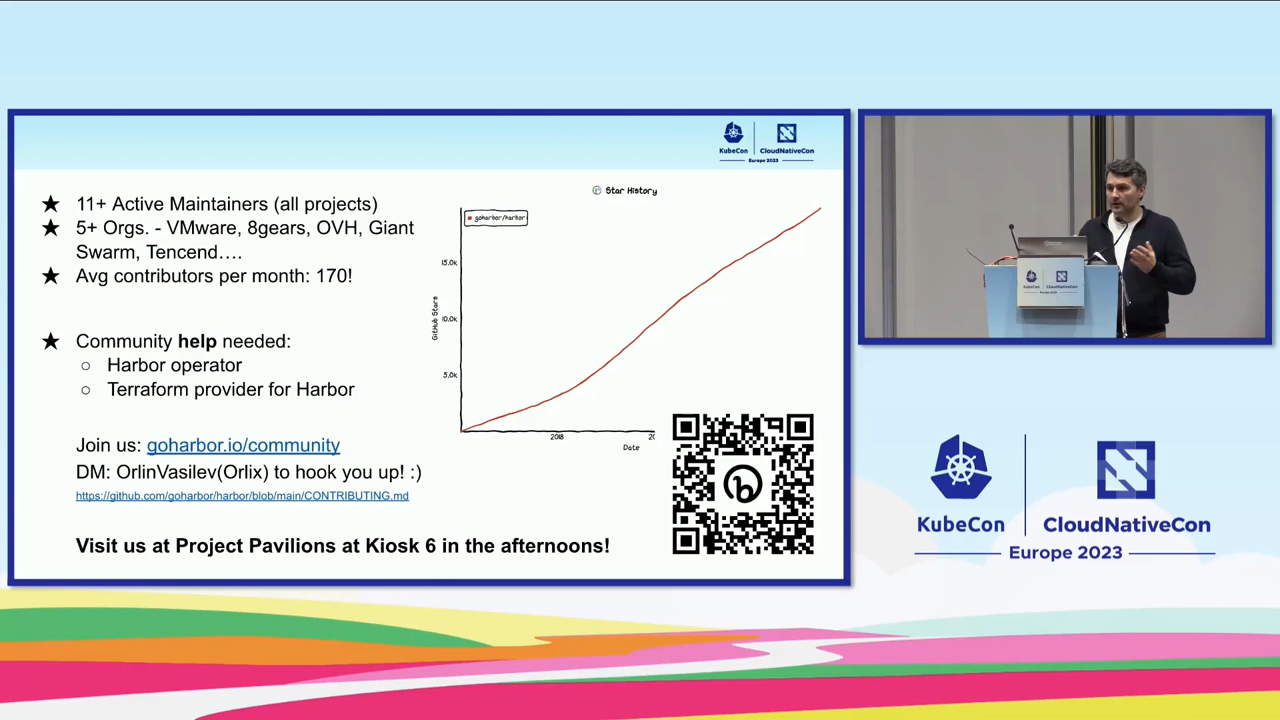 KubeCon
CloudNativeCon
Europe 2023
★ 11+ Active Maintainers (all projects)
★ 5+ Orgs. - VMware, 8gears, OVH, Giant
Swarm, Tencend....
★ Avg contributors per month: 170!
★ Community help needed:
○ Harbor operator
○ Terraform provider for Harbor
Join us: goharbor.io/community
DM: OrlinVasilev(Orlix) to hook you up! :)
https://github.com/goharbor/harbor/blob/main/CONTRIBUTING.md
Visit us at Project Pavilions at Kiosk 6 in the afternoons!
Star History
goharbor/harbor
GitHub Stars
15.0k
10.0k
5.0k
2018
Date
KubeCon
CloudNativeCon
Europe 2023